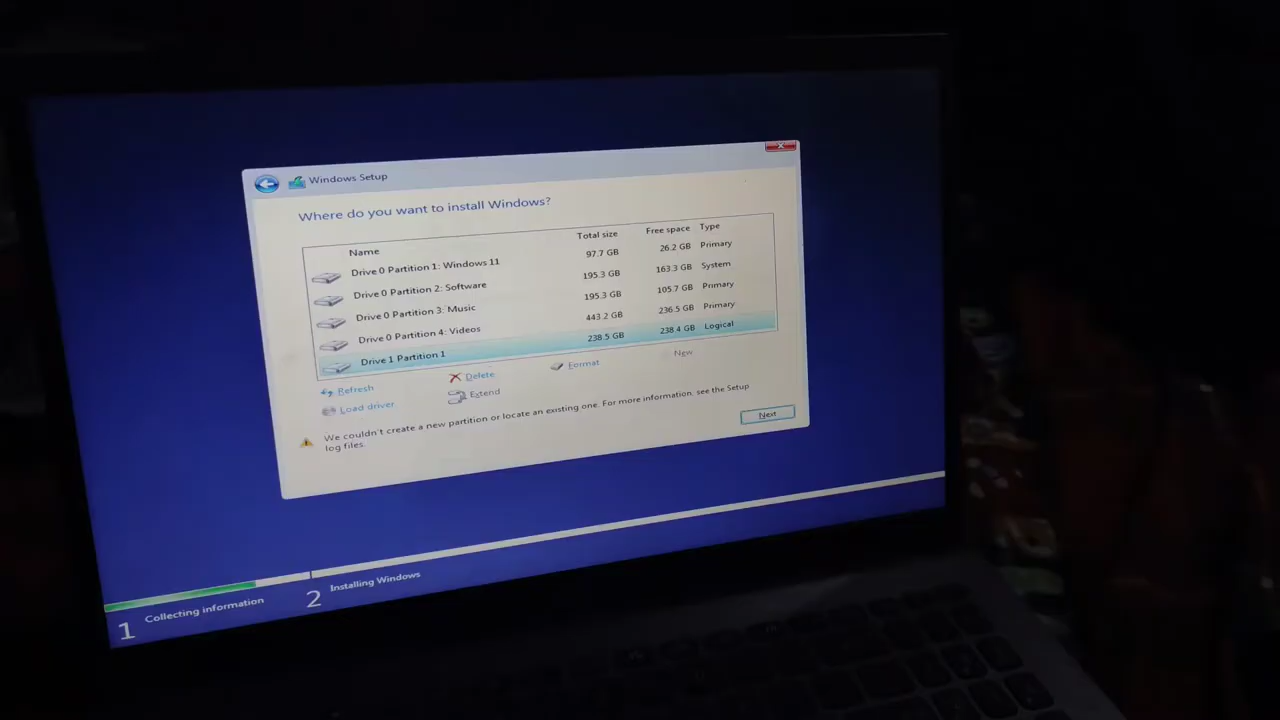 Windows Setup
Where do you want to install Windows?
Name Total size Free space Type
Drive 0 Partition 1: Windows 11 97.7 GB 26.2 GB Primary
Drive 0 Partition 2: Software 195.3 GB 163.3 GB System
Drive 0 Partition 3: Music 195.3 GB 105.7 GB Primary
Drive 0 Partition 4: Videos 443.2 GB 236.5 GB Primary
Drive 1 Partition 1 238.5 GB 238.4 GB Logical
Refresh Delete Format New
Load driver Extend
We couldn't create a new partition or locate an existing one. For more information, see the Setup
log files.
Next
1 Collecting information 2 Installing Windows